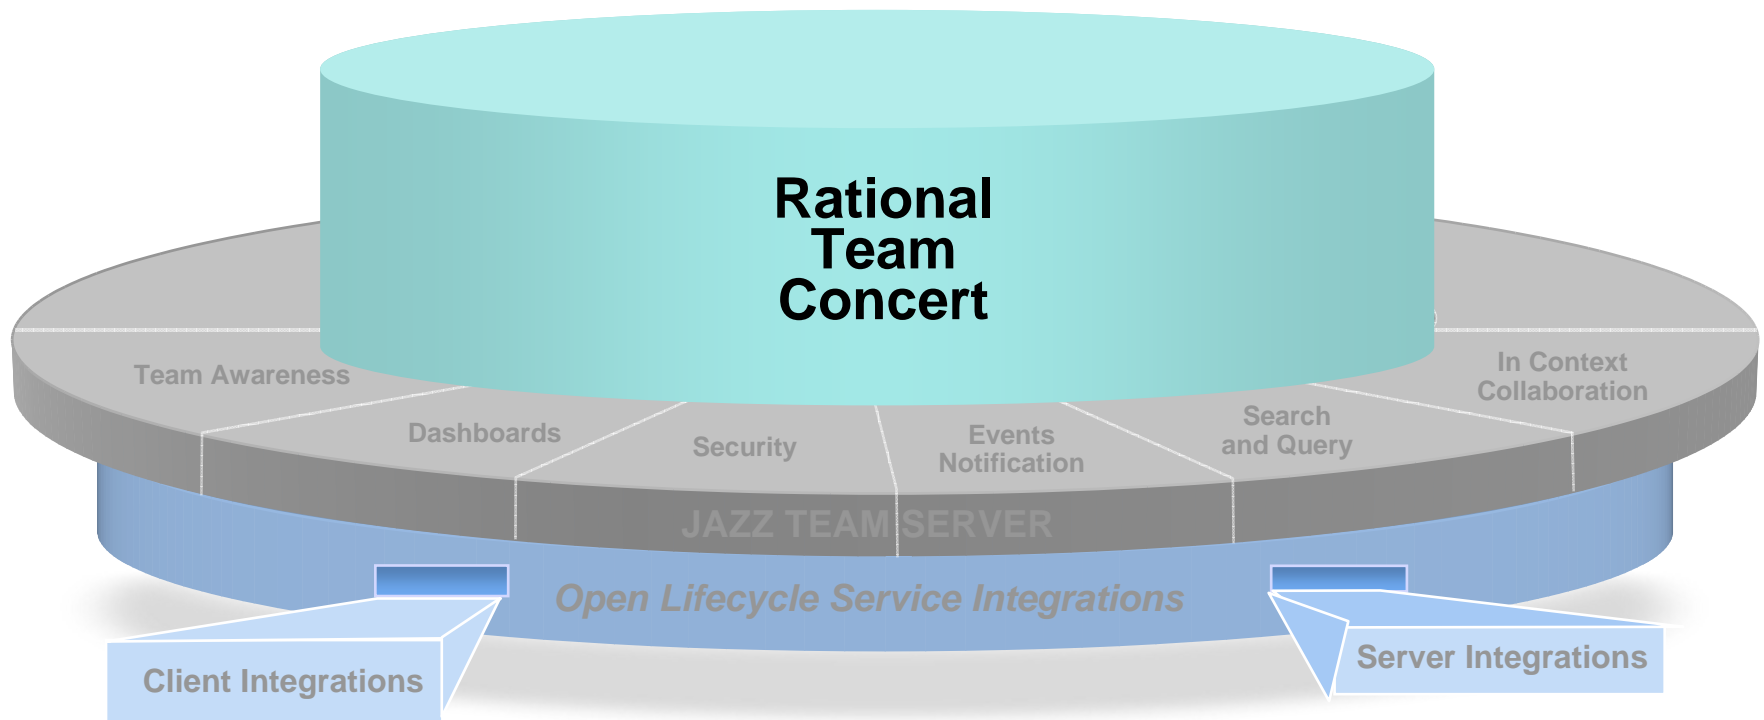 Rational
Team
Concert
Team Awareness
Dashboards
Security
Events
Notification
Search
and Query
In Context
Collaboration
JAZZ TEAM SERVER
Open Lifecycle Service Integrations
Client Integrations
Server Integrations